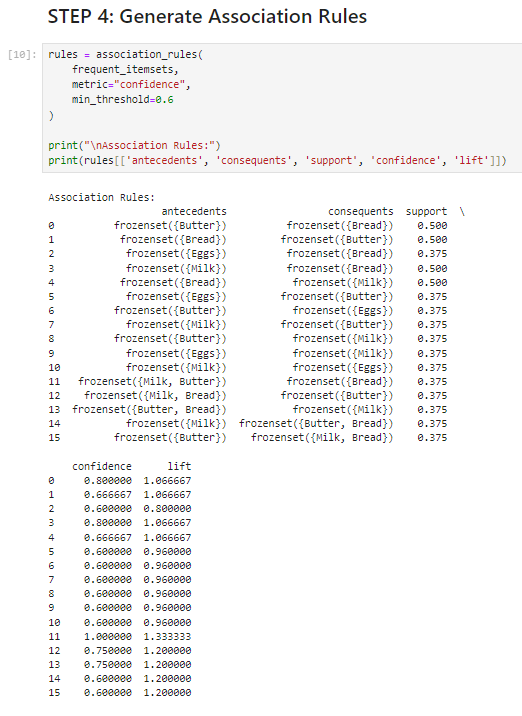 STEP 4: Generate Association Rules
[10]: rules = association_rules(
    frequent_itemsets,
    metric="confidence",
    min_threshold=0.6
)

print("\nAssociation Rules:")
print(rules[['antecedents', 'consequents', 'support', 'confidence', 'lift']])

Association Rules:
                  antecedents                consequents  support  \
0         frozenset({Butter})         frozenset({Bread})    0.500
1          frozenset({Bread})        frozenset({Butter})    0.500
2           frozenset({Eggs})         frozenset({Bread})    0.375
3           frozenset({Milk})         frozenset({Bread})    0.500
4          frozenset({Bread})          frozenset({Milk})    0.500
5           frozenset({Eggs})        frozenset({Butter})    0.375
6         frozenset({Butter})          frozenset({Eggs})    0.375
7           frozenset({Milk})        frozenset({Butter})    0.375
8         frozenset({Butter})          frozenset({Milk})    0.375
9           frozenset({Eggs})          frozenset({Milk})    0.375
10          frozenset({Milk})          frozenset({Eggs})    0.375
11  frozenset({Milk, Butter})         frozenset({Bread})    0.375
12   frozenset({Milk, Bread})        frozenset({Butter})    0.375
13 frozenset({Butter, Bread})          frozenset({Milk})    0.375
14          frozenset({Milk}) frozenset({Butter, Bread})    0.375
15        frozenset({Butter})   frozenset({Milk, Bread})    0.375

    confidence      lift
0     0.800000  1.066667
1     0.666667  1.066667
2     0.600000  0.800000
3     0.800000  1.066667
4     0.666667  1.066667
5     0.600000  0.960000
6     0.600000  0.960000
7     0.600000  0.960000
8     0.600000  0.960000
9     0.600000  0.960000
10    0.600000  0.960000
11    1.000000  1.333333
12    0.750000  1.200000
13    0.750000  1.200000
14    0.600000  1.200000
15    0.600000  1.200000